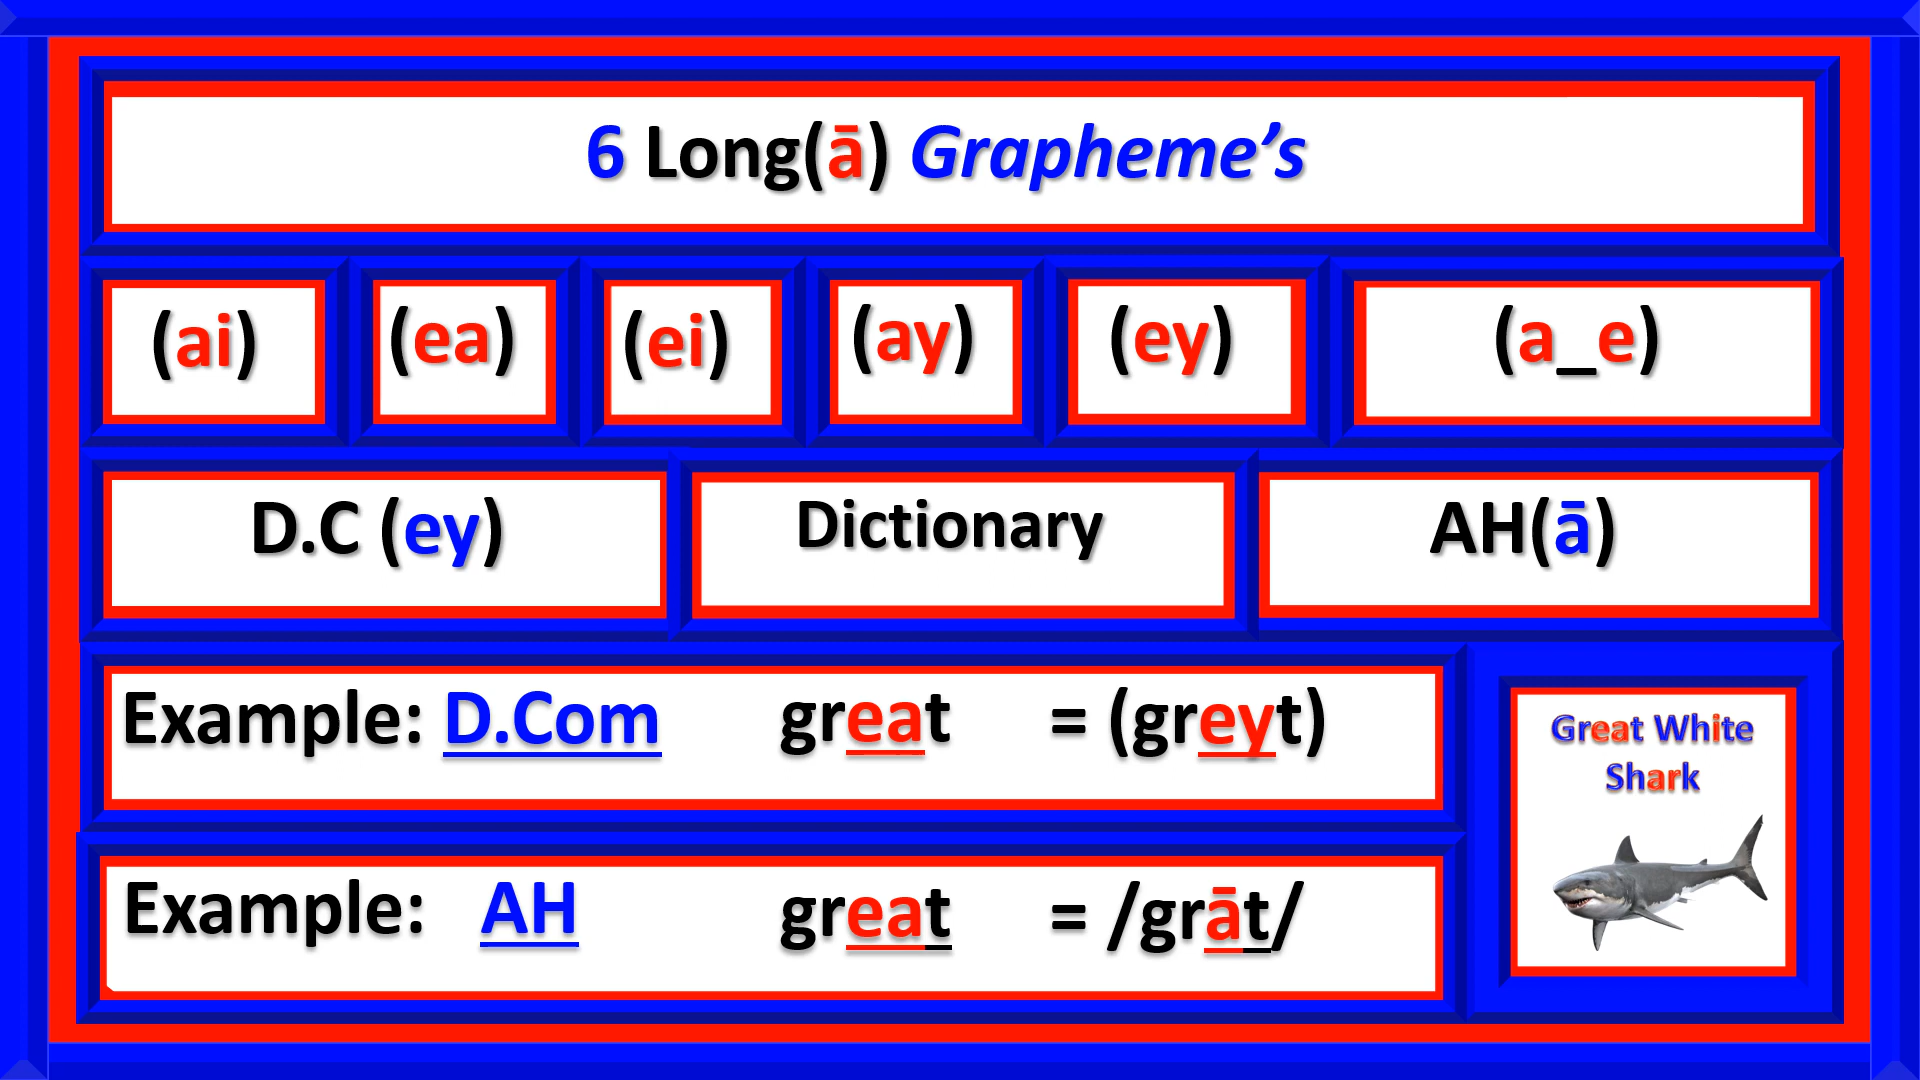 6 Long(ā) Grapheme’s
(ai) (ea) (ei) (ay) (ey) (a_e)
D.C (ey) Dictionary AH(ā)
Example: D.Com great = (greyt)
Great White
Shark
Example: AH great = /grāt/